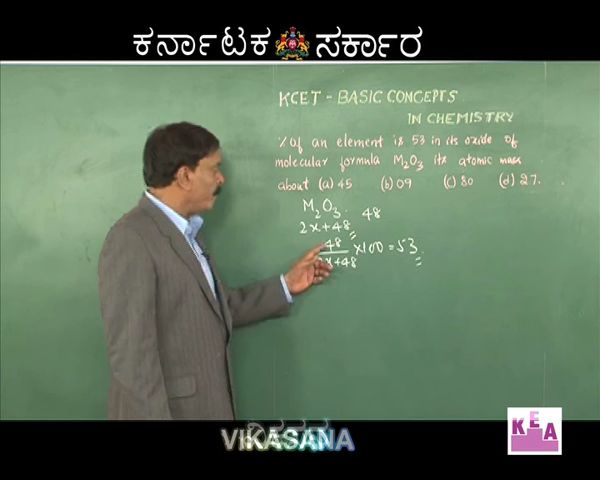 ಕರ್ನಾಟಕ ಸರ್ಕಾರ
KCET - BASIC CONCEPTS
IN CHEMISTRY
% of an element is 53 in its oxide of
molecular formula M₂O₃ its atomic mass
about (a) 45 (b) 09 (c) 30 (d) 27.
M₂O₃. 48
2x+48
48/2x+48 ×100 = 53.
VIKASANA
KEA